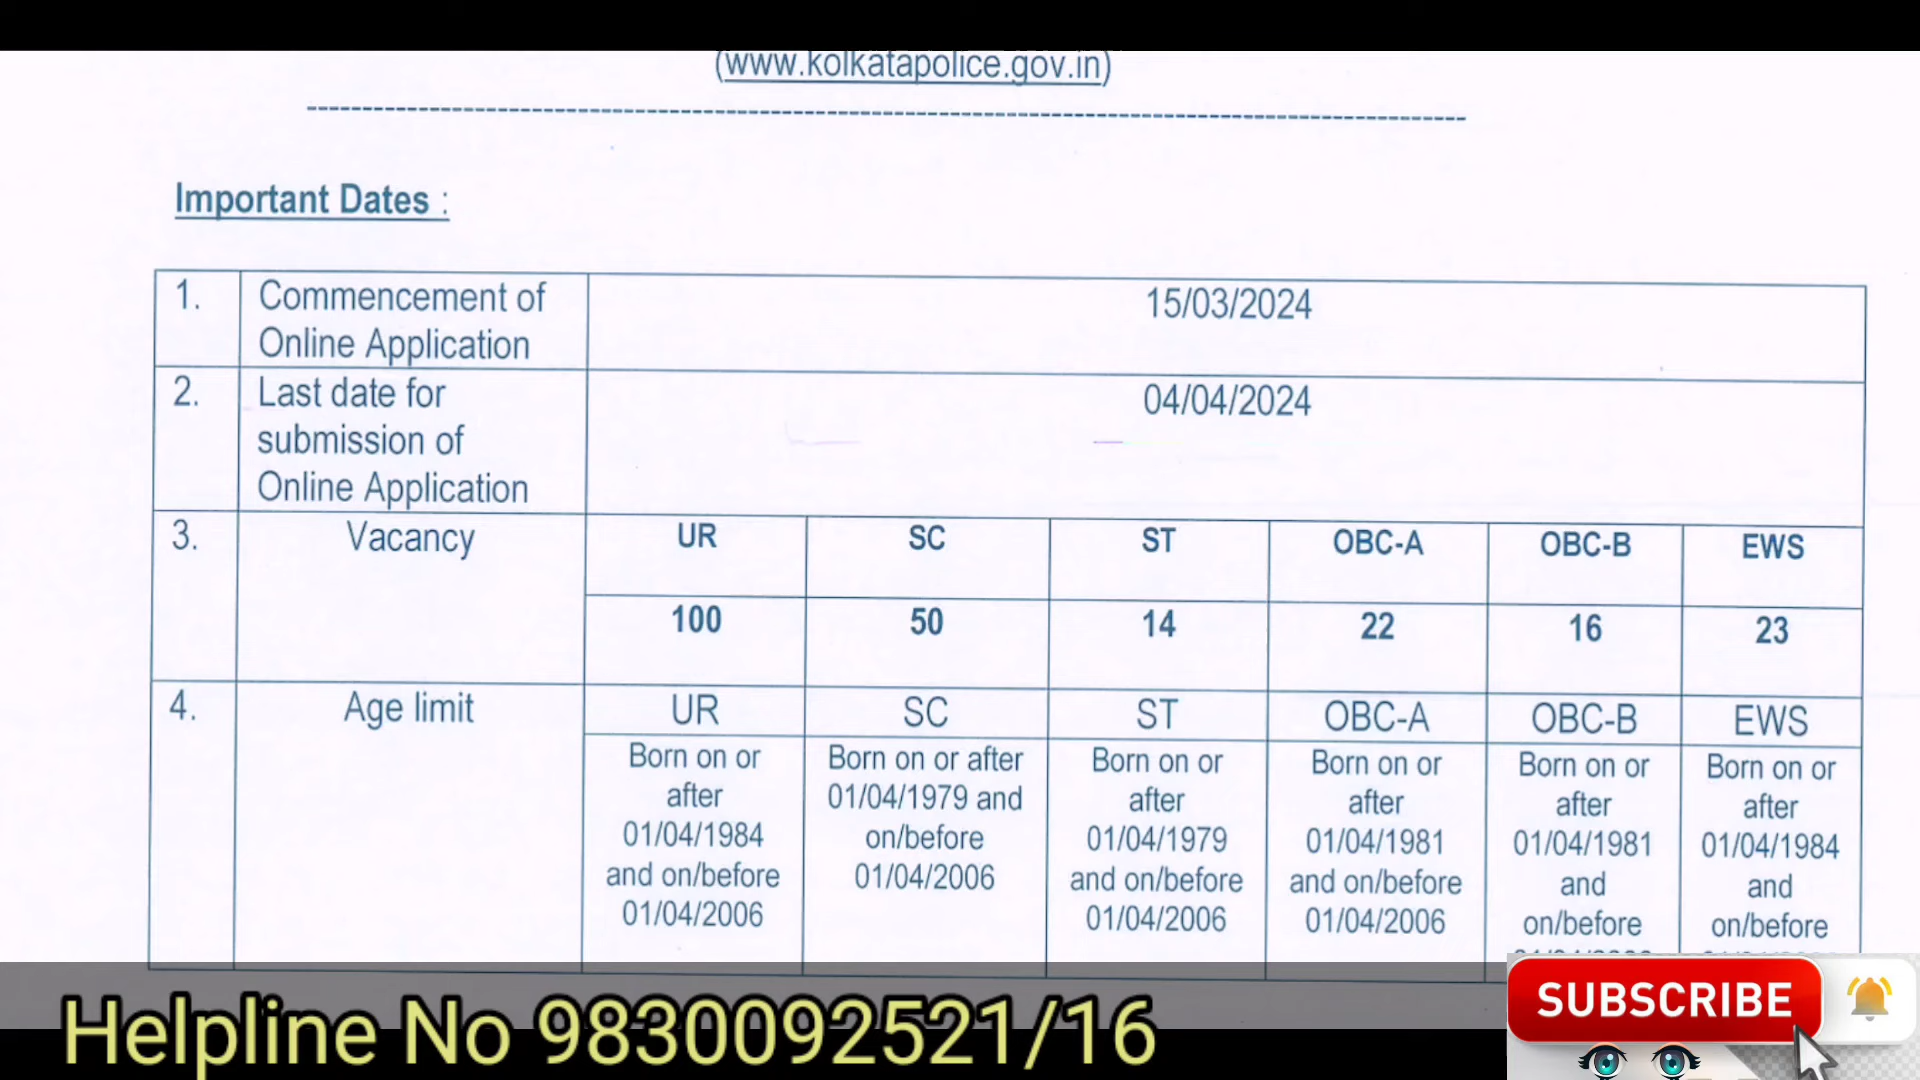 (www.kolkatapolice.gov.in)
Important Dates :
1. Commencement of Online Application 15/03/2024
2. Last date for submission of Online Application 04/04/2024
3. Vacancy UR SC ST OBC-A OBC-B EWS
100 50 14 22 16 23
4. Age limit UR SC ST OBC-A OBC-B EWS
Born on or after 01/04/1984 and on/before 01/04/2006
Born on or after 01/04/1979 and on/before 01/04/2006
Born on or after 01/04/1979 and on/before 01/04/2006
Born on or after 01/04/1981 and on/before 01/04/2006
Born on or after 01/04/1981 and on/before
Born on or after 01/04/1984 and on/before
Helpline No 9830092521/16
SUBSCRIBE